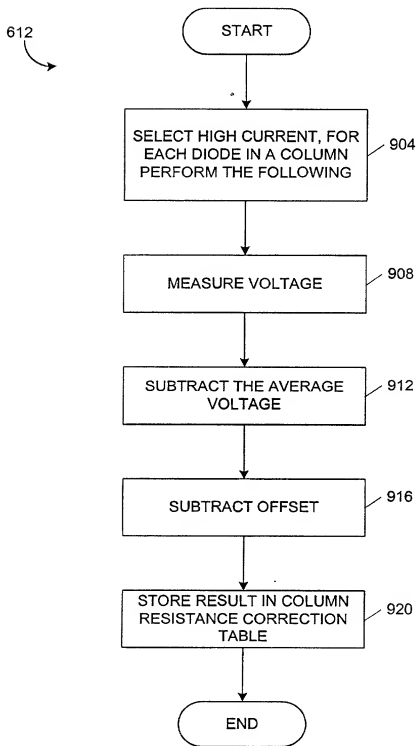 612
START
SELECT HIGH CURRENT, FOR
EACH DIODE IN A COLUMN
PERFORM THE FOLLOWING
904
MEASURE VOLTAGE
908
SUBTRACT THE AVERAGE
VOLTAGE
912
SUBTRACT OFFSET
916
STORE RESULT IN COLUMN
RESISTANCE CORRECTION
TABLE
920
END